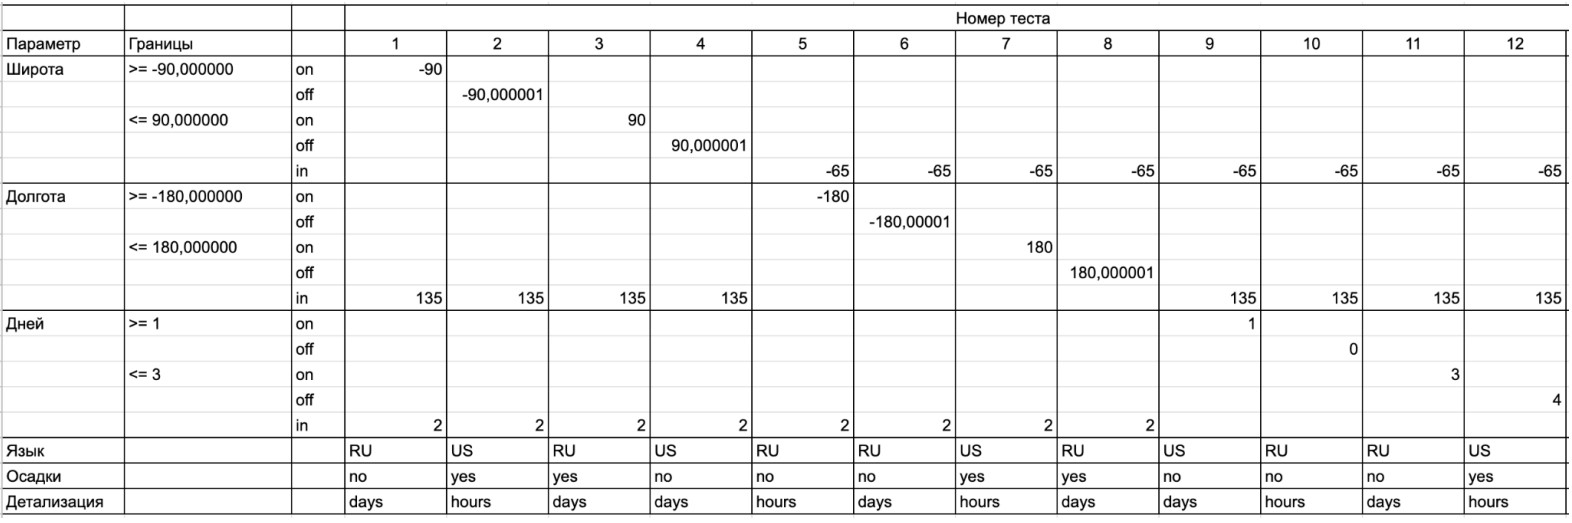 Номер теста
Параметр Границы 1 2 3 4 5 6 7 8 9 10 11 12
Широта >= -90,000000 on -90
off -90,000001
<= 90,000000 on 90
off 90,000001
in -65 -65 -65 -65 -65 -65 -65 -65
Долгота >= -180,000000 on -180
off -180,00001
<= 180,000000 on 180
off 180,000001
in 135 135 135 135 135 135 135 135
Дней >= 1 on 1
off 0
<= 3 on 3
off 4
in 2 2 2 2 2 2 2 2
Язык RU US RU US RU RU US RU US RU RU US
Осадки no yes yes no no no yes yes no no no yes
Детализация days hours days days hours days hours days days hours days hours